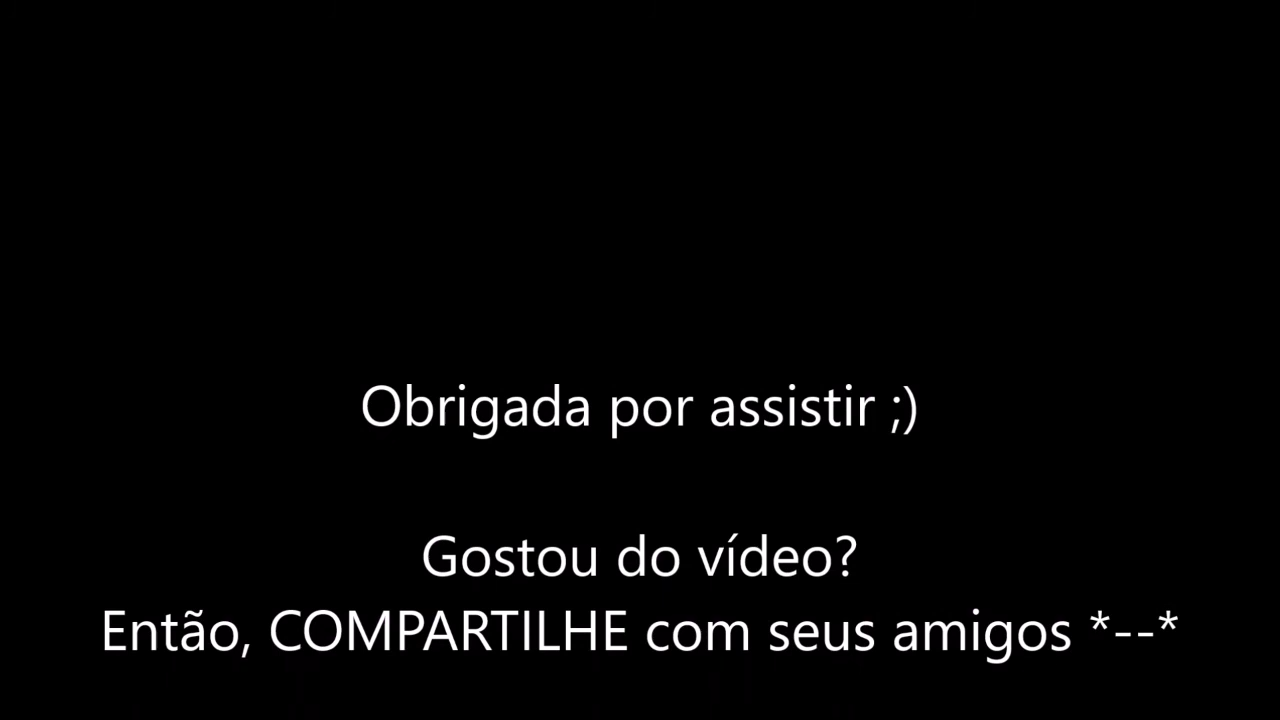 Obrigada por assistir ;)
Gostou do vídeo?
Então, COMPARTILHE com seus amigos *--*